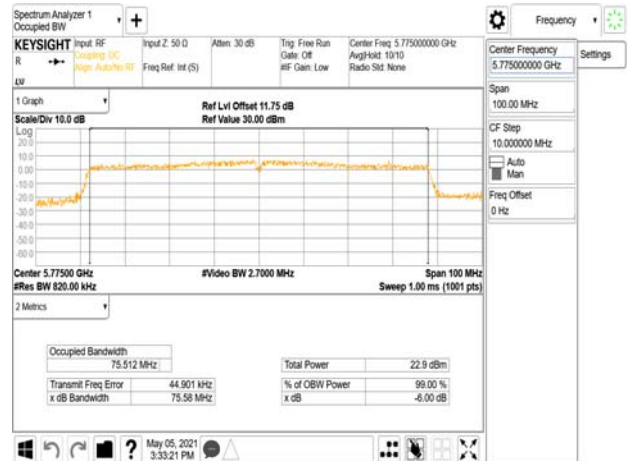 Spectrum Analyzer 1
Occupied BW
Frequency
KEYSIGHT
Input: RF
Coupling: DC
Align: Auto/No RF
Input Z: 50 Ω
Freq Ref: Int (S)
Atten: 30 dB
Trig: Free Run
Gate: Off
#IF Gain: Low
Center Freq: 5.775000000 GHz
Avg|Hold: 10/10
Radio Std: None
R
LU
Center Frequency
5.775000000 GHz
Settings
Span
100.00 MHz
CF Step
10.000000 MHz
Auto
Man
Freq Offset
0 Hz
1 Graph
Scale/Div 10.0 dB
Ref Lvl Offset 11.75 dB
Ref Value 30.00 dBm
Log
20.0
10.0
0.00
-10.0
-20.0
-30.0
-40.0
-50.0
-60.0
Center 5.77500 GHz
#Res BW 820.00 kHz
#Video BW 2.7000 MHz
Span 100 MHz
Sweep 1.00 ms (1001 pts)
2 Metrics
Occupied Bandwidth
75.512 MHz
Total Power 22.9 dBm
Transmit Freq Error 44.901 kHz
% of OBW Power 99.00 %
x dB Bandwidth 75.58 MHz
x dB -6.00 dB
?
May 05, 2021
3:33:21 PM